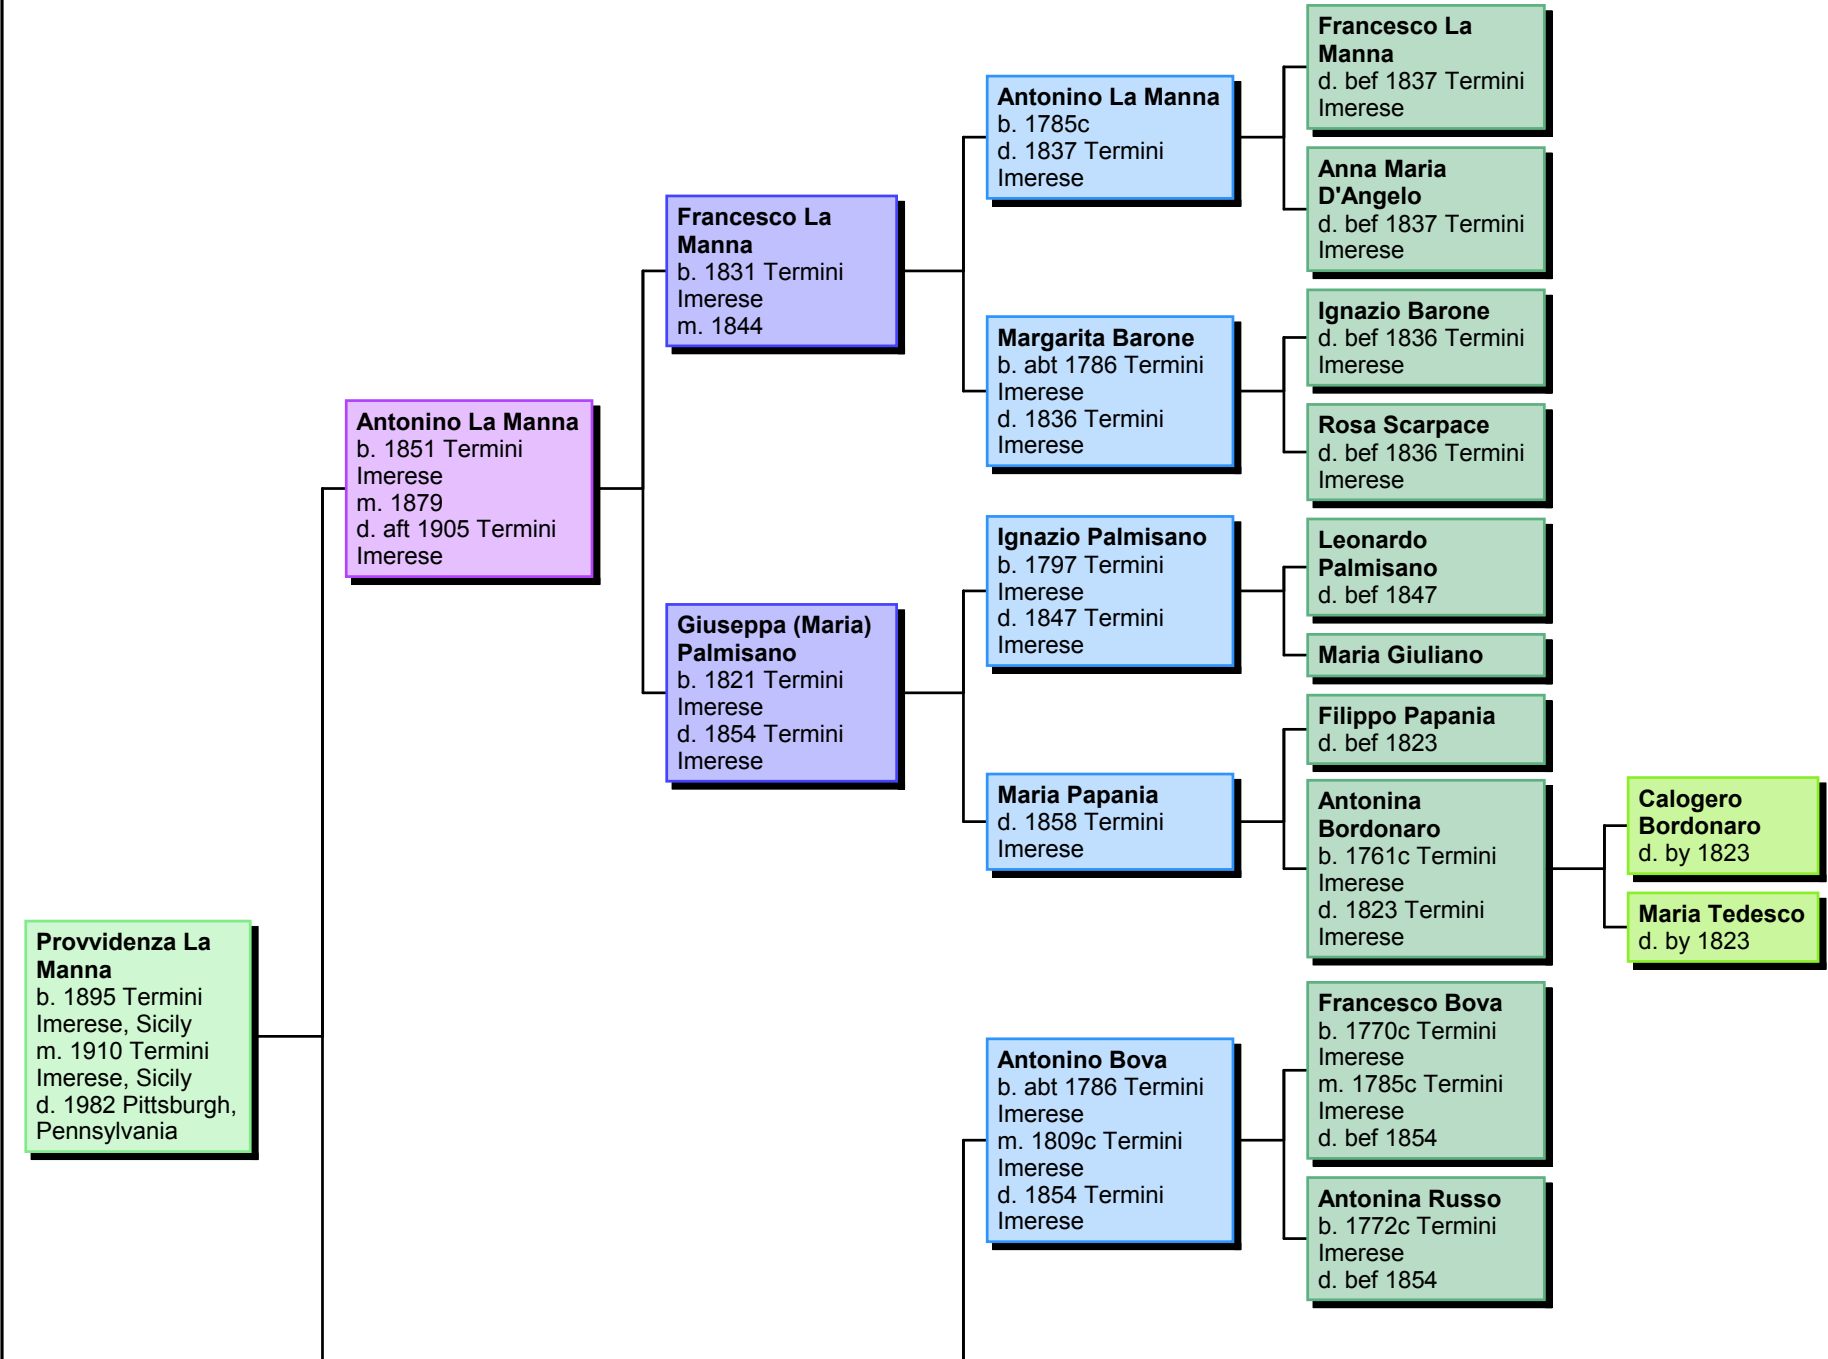 Provvidenza La
Manna
b. 1895 Termini
Imerese, Sicily
m. 1910 Termini
Imerese, Sicily
d. 1982 Pittsburgh,
Pennsylvania
Antonino La Manna
b. 1851 Termini
Imerese
m. 1879
d. aft 1905 Termini
Imerese
Francesco La
Manna
b. 1831 Termini
Imerese
m. 1844
Giuseppa (Maria)
Palmisano
b. 1821 Termini
Imerese
d. 1854 Termini
Imerese
Antonino La Manna
b. 1785c
d. 1837 Termini
Imerese
Margarita Barone
b. abt 1786 Termini
Imerese
d. 1836 Termini
Imerese
Ignazio Palmisano
b. 1797 Termini
Imerese
d. 1847 Termini
Imerese
Maria Papania
d. 1858 Termini
Imerese
Antonino Bova
b. abt 1786 Termini
Imerese
m. 1809c Termini
Imerese
d. 1854 Termini
Imerese
Francesco La
Manna
d. bef 1837 Termini
Imerese
Anna Maria
D'Angelo
d. bef 1837 Termini
Imerese
Ignazio Barone
d. bef 1836 Termini
Imerese
Rosa Scarpace
d. bef 1836 Termini
Imerese
Leonardo
Palmisano
d. bef 1847
Maria Giuliano
Filippo Papania
d. bef 1823
Antonina
Bordonaro
b. 1761c Termini
Imerese
d. 1823 Termini
Imerese
Francesco Bova
b. 1770c Termini
Imerese
m. 1785c Termini
Imerese
d. bef 1854
Antonina Russo
b. 1772c Termini
Imerese
d. bef 1854
Calogero
Bordonaro
d. by 1823
Maria Tedesco
d. by 1823